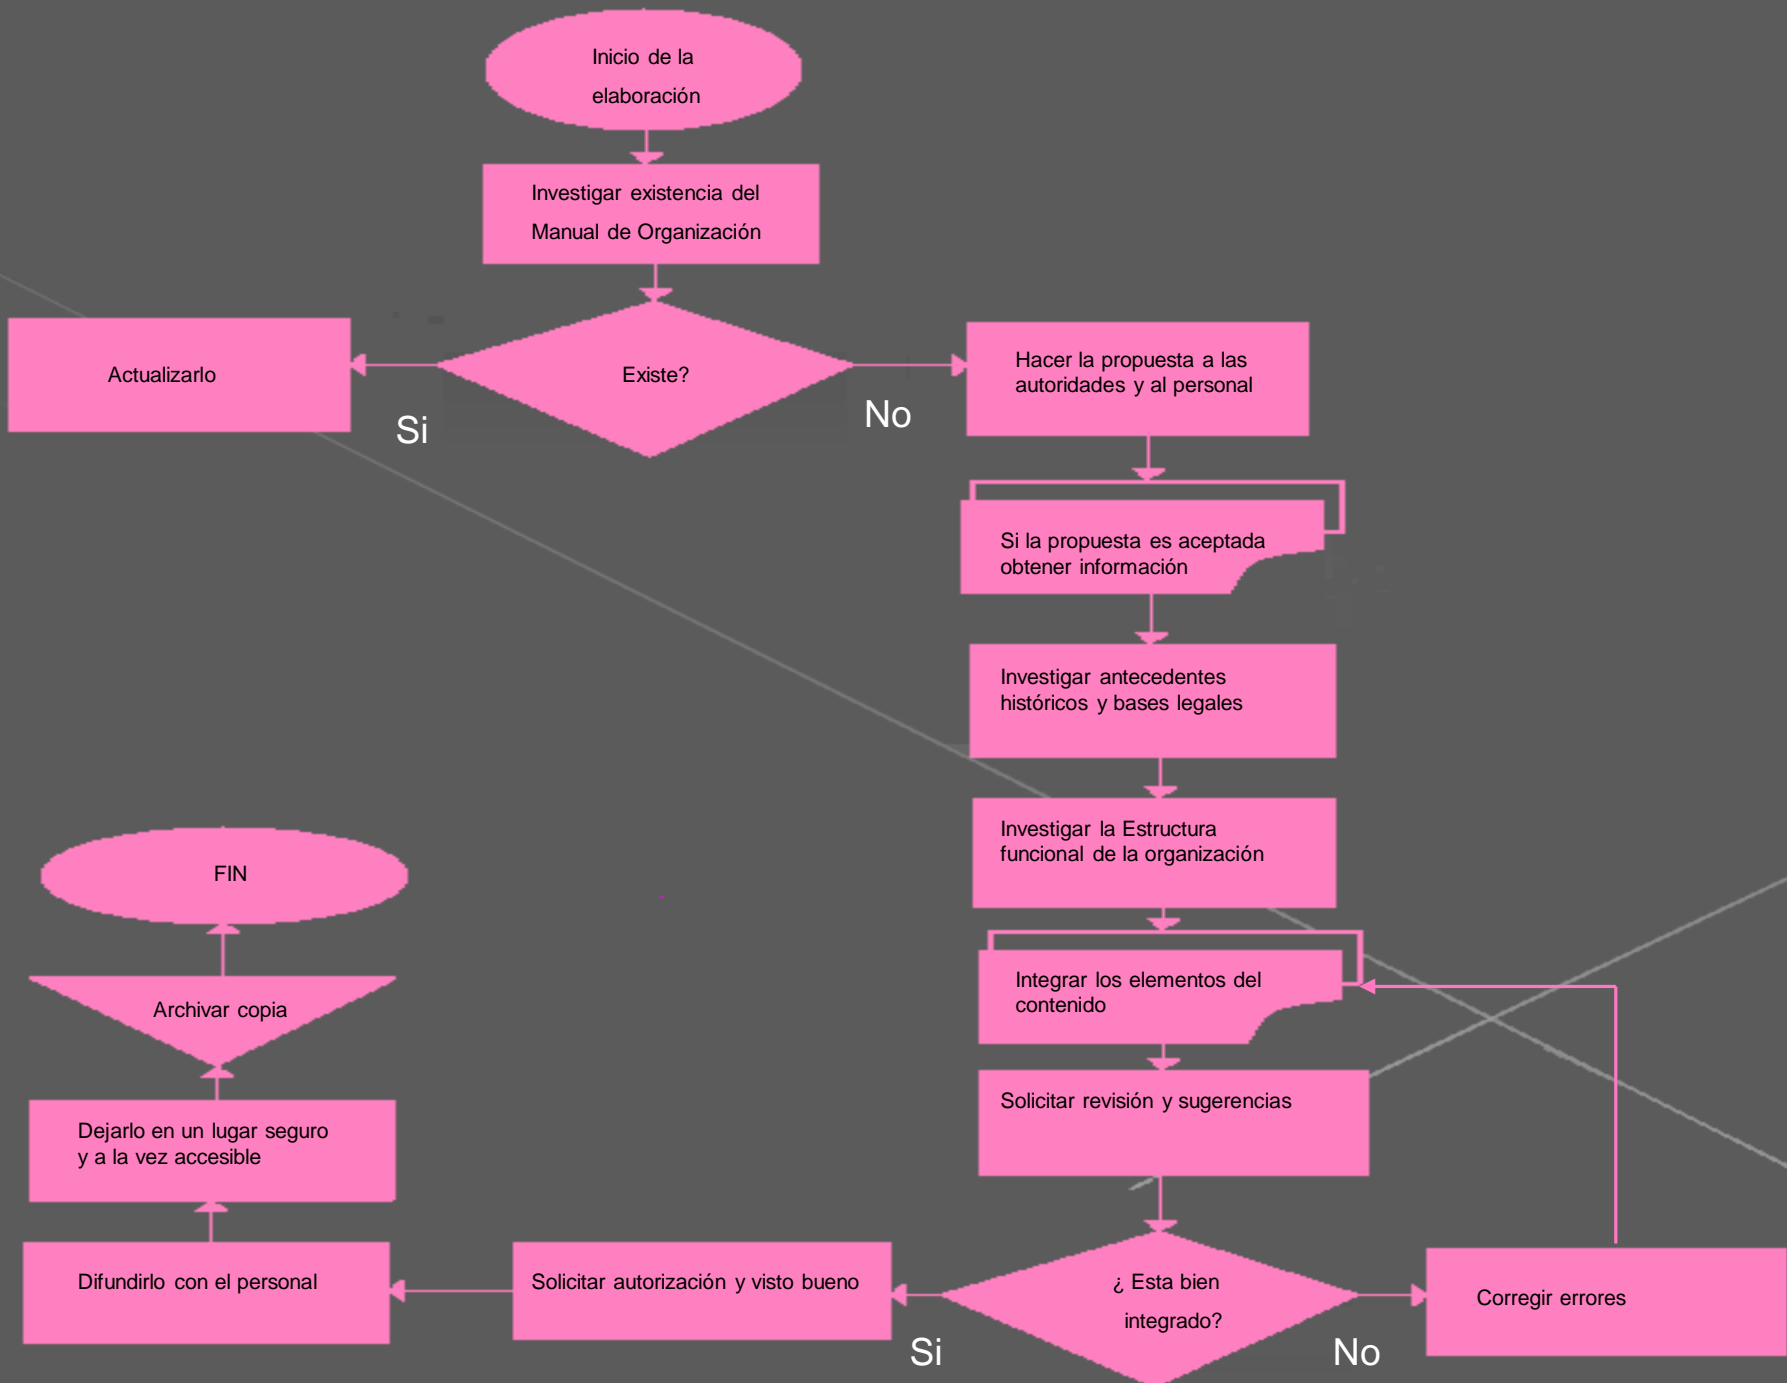 Inicio de la
elaboración
Investigar existencia del
Manual de Organización
Actualizarlo
Existe?
Si
No
Hacer la propuesta a las
autoridades y al personal
Si la propuesta es aceptada
obtener información
Investigar antecedentes
históricos y bases legales
Investigar la Estructura
funcional de la organización
Integrar los elementos del
contenido
Solicitar revisión y sugerencias
¿ Esta bien
integrado?
Si
No
Corregir errores
Solicitar autorización y visto bueno
Difundirlo con el personal
Dejarlo en un lugar seguro
y a la vez accesible
Archivar copia
FIN